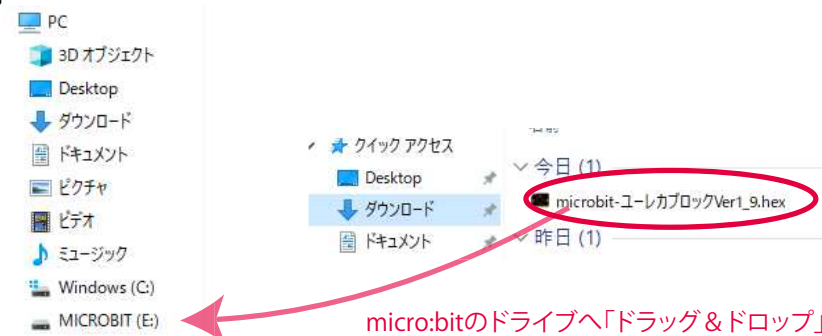 PC
3D オブジェクト
Desktop
ダウンロード
ドキュメント
ピクチャ
ビデオ
ミュージック
Windows (C:)
MICROBIT (E:)
クイック アクセス
Desktop
ダウンロード
ドキュメント
今日 (1)
microbit-ユーレカブロックVer1_9.hex
昨日 (1)
micro:bitのドライブへ「ドラッグ＆ドロップ」